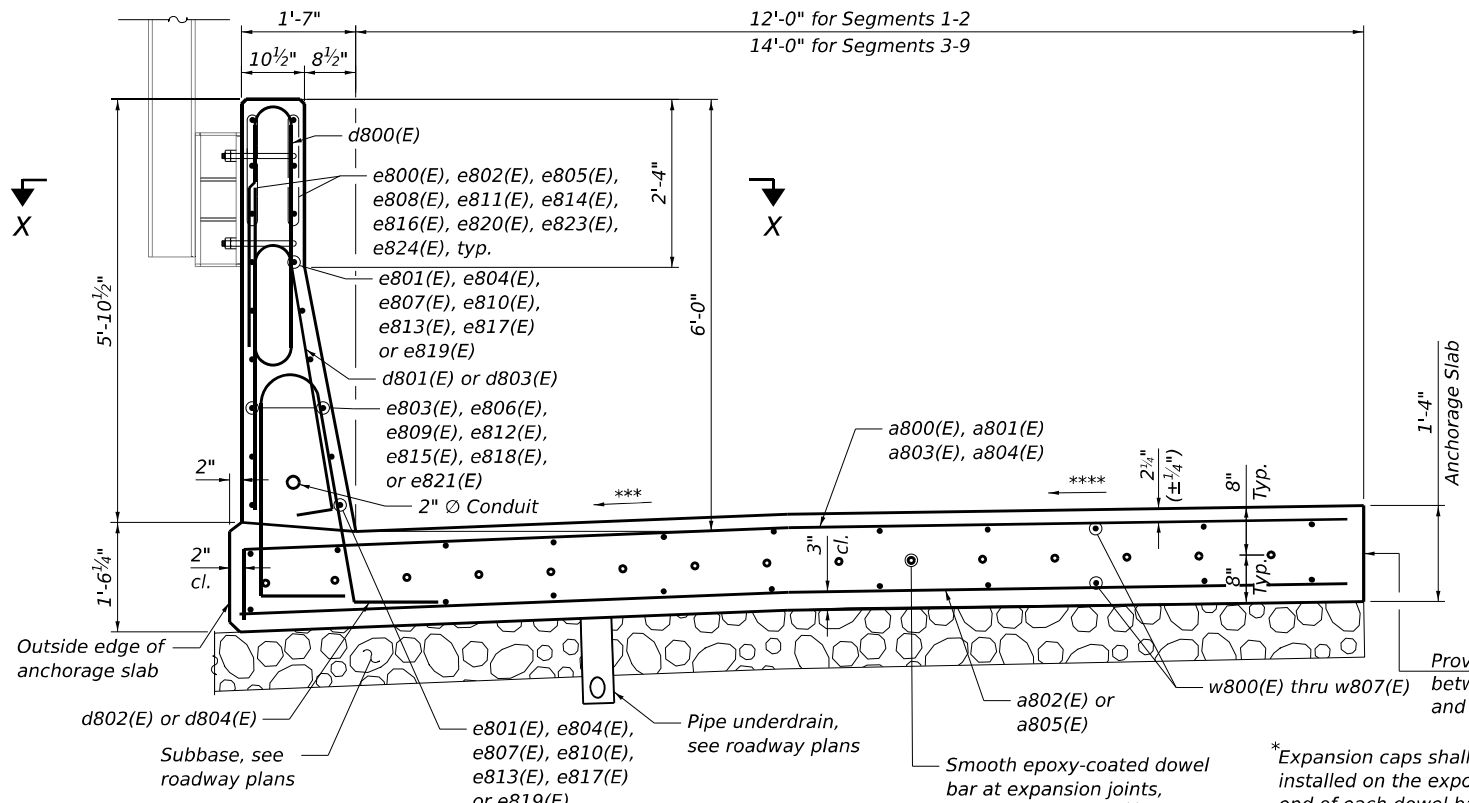 1'-7"
12'-0" for Segments 1-2
14'-0" for Segments 3-9
10½"
8½"
d800(E)
e800(E), e802(E), e805(E),
e808(E), e811(E), e814(E),
e816(E), e820(E), e823(E),
e824(E), typ.
2'-4"
X
X
e801(E), e804(E),
e807(E), e810(E),
e813(E), e817(E)
or e819(E)
5'-10½"
6'-0"
d801(E) or d803(E)
e803(E), e806(E),
e809(E), e812(E),
e815(E), e818(E),
or e821(E)
2"
2" Ø Conduit
***
a800(E), a801(E)
a803(E), a804(E)
****
2¼"
(±¼")
8"
Typ.
1'-4"
Anchorage Slab
2"
cl.
3"
cl.
8"
Typ.
1'-6¼"
Outside edge of
anchorage slab
d802(E) or d804(E)
Subbase, see
roadway plans
e801(E), e804(E),
e807(E), e810(E),
e813(E), e817(E)
or e819(E)
Pipe underdrain,
see roadway plans
a802(E) or
a805(E)
w800(E) thru w807(E)
Prov
betw
and
Smooth epoxy-coated dowel
bar at expansion joints,
*Expansion caps shall
installed on the expo
end of each dowel b